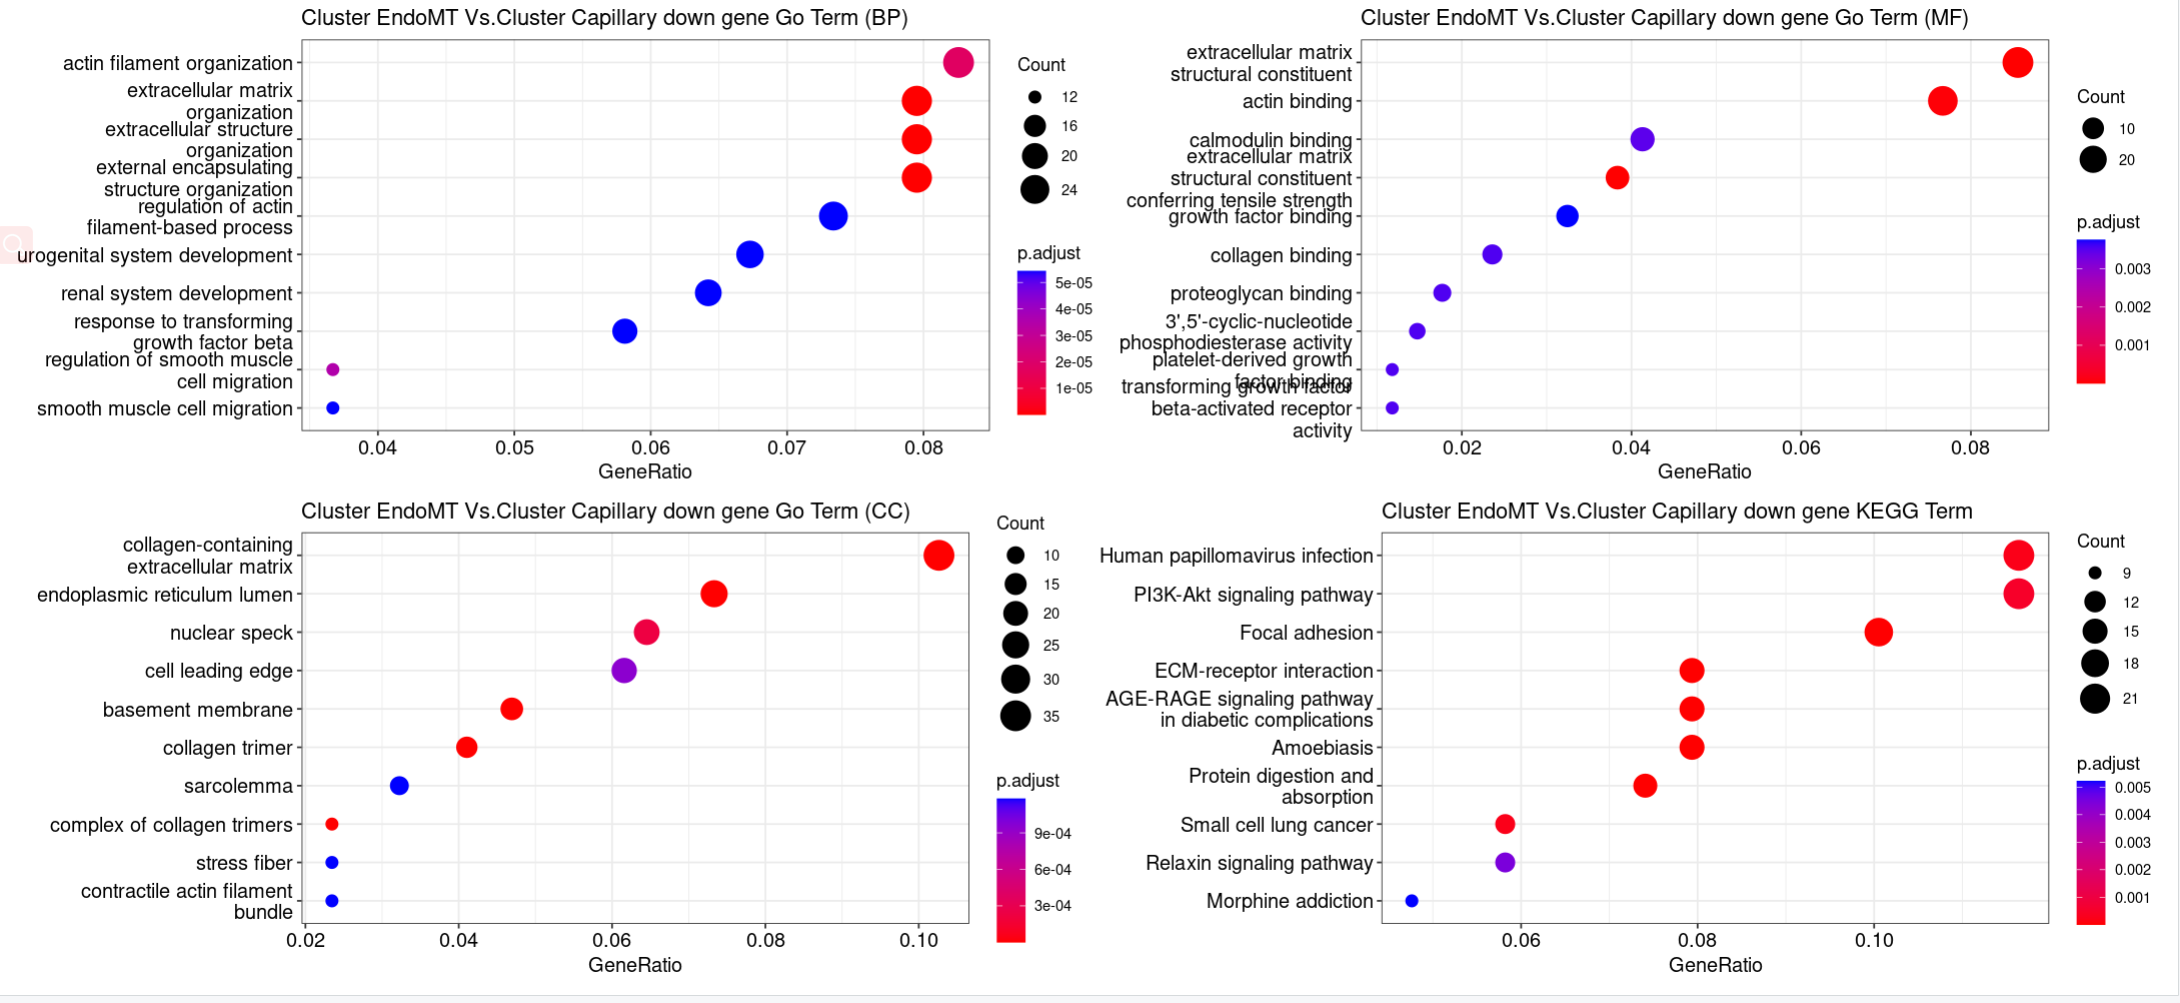 Cluster EndoMT Vs.Cluster Capillary down gene Go Term (BP)
actin filament organization
extracellular matrix
organization
extracellular structure
organization
external encapsulating
structure organization
regulation of actin
filament-based process
urogenital system development
renal system development
response to transforming
growth factor beta
regulation of smooth muscle
cell migration
smooth muscle cell migration
0.04 0.05 0.06 0.07 0.08
GeneRatio
Count
12
16
20
24
p.adjust
5e-05
4e-05
3e-05
2e-05
1e-05
Cluster EndoMT Vs.Cluster Capillary down gene Go Term (MF)
extracellular matrix
structural constituent
actin binding
calmodulin binding
extracellular matrix
structural constituent
conferring tensile strength
growth factor binding
collagen binding
proteoglycan binding
3',5'-cyclic-nucleotide
phosphodiesterase activity
platelet-derived growth
factor binding
transforming growth factor
beta-activated receptor
activity
0.02 0.04 0.06 0.08
GeneRatio
Count
10
20
p.adjust
0.003
0.002
0.001
Cluster EndoMT Vs.Cluster Capillary down gene Go Term (CC)
collagen-containing
extracellular matrix
endoplasmic reticulum lumen
nuclear speck
cell leading edge
basement membrane
collagen trimer
sarcolemma
complex of collagen trimers
stress fiber
contractile actin filament
bundle
0.02 0.04 0.06 0.08 0.10
GeneRatio
Count
10
15
20
25
30
35
p.adjust
9e-04
6e-04
3e-04
Cluster EndoMT Vs.Cluster Capillary down gene KEGG Term
Human papillomavirus infection
PI3K-Akt signaling pathway
Focal adhesion
ECM-receptor interaction
AGE-RAGE signaling pathway
in diabetic complications
Amoebiasis
Protein digestion and
absorption
Small cell lung cancer
Relaxin signaling pathway
Morphine addiction
0.06 0.08 0.10
GeneRatio
Count
9
12
15
18
21
p.adjust
0.005
0.004
0.003
0.002
0.001